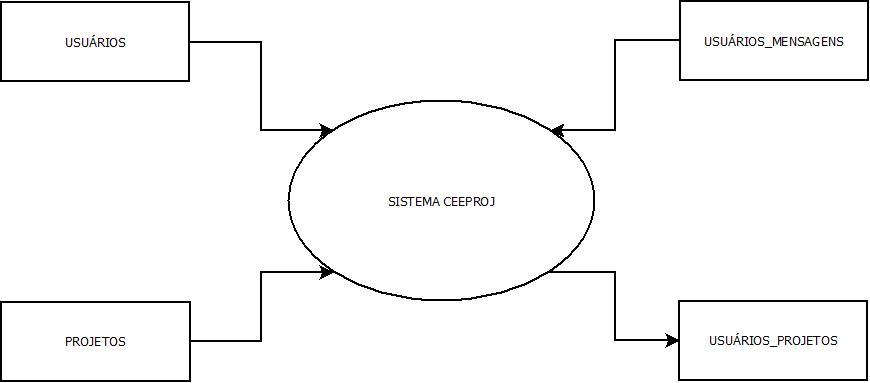 USUÁRIOS
USUÁRIOS_MENSAGENS
SISTEMA CEEPROJ
PROJETOS
USUÁRIOS_PROJETOS